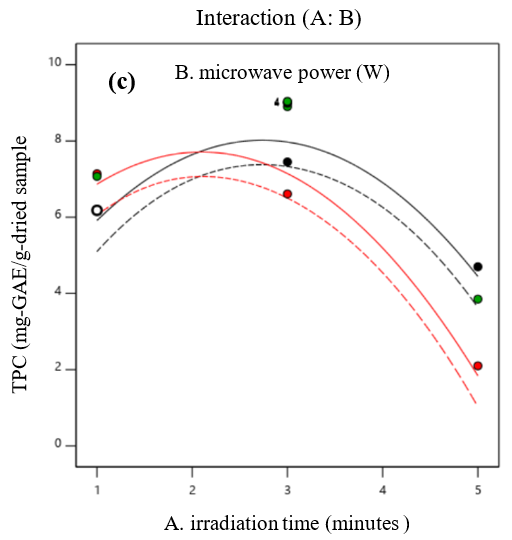 Interaction (A: B)
(c)
B. microwave power (W)
TPC (mg-GAE/g-dried sample
10
8
6
4
2
0
4
1
2
3
4
5
A. irradiation time (minutes )